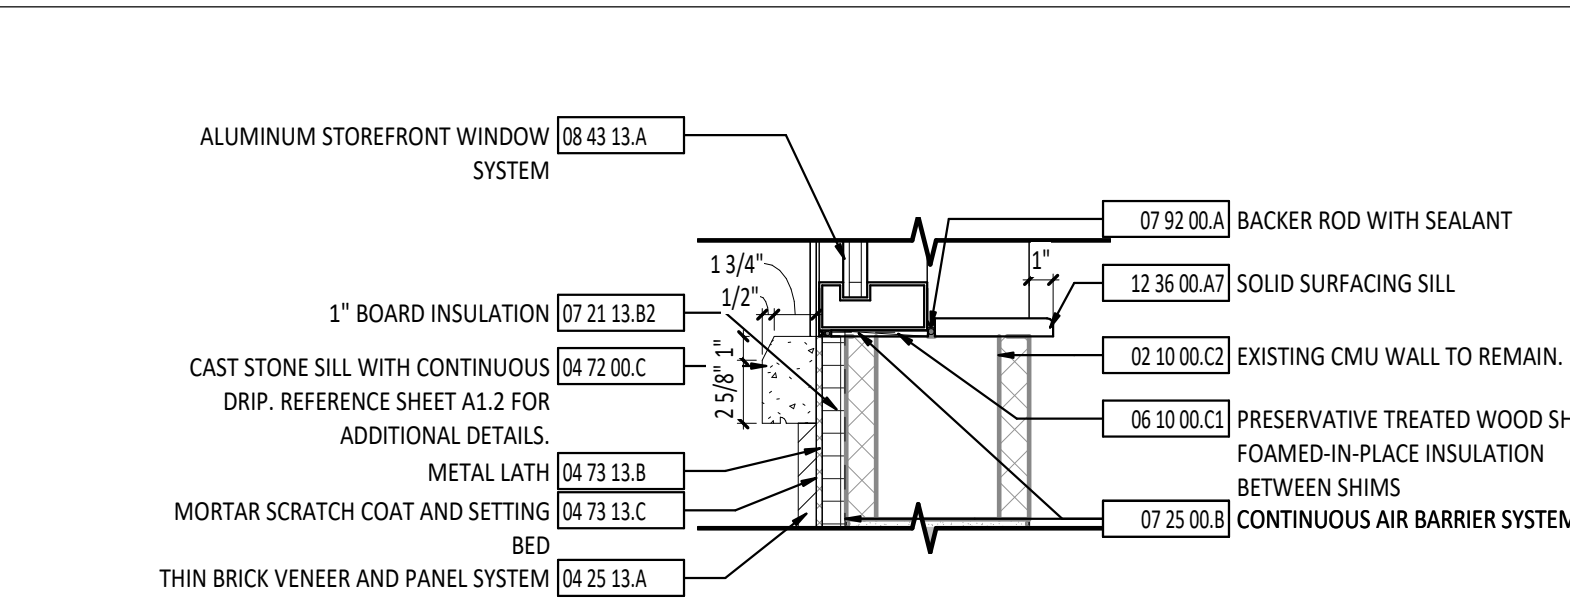 ALUMINUM STOREFRONT WINDOW 08 43 13.A
SYSTEM
1" BOARD INSULATION 07 21 13.B2
CAST STONE SILL WITH CONTINUOUS 04 72 00.C
DRIP. REFERENCE SHEET A1.2 FOR
ADDITIONAL DETAILS.
METAL LATH 04 73 13.B
MORTAR SCRATCH COAT AND SETTING 04 73 13.C
BED
THIN BRICK VENEER AND PANEL SYSTEM 04 25 13.A
1 3/4"
1/2"
1"
2 5/8"
1"
07 92 00.A BACKER ROD WITH SEALANT
12 36 00.A7 SOLID SURFACING SILL
02 10 00.C2 EXISTING CMU WALL TO REMAIN.
06 10 00.C1 PRESERVATIVE TREATED WOOD SH
FOAMED-IN-PLACE INSULATION
BETWEEN SHIMS
07 25 00.B CONTINUOUS AIR BARRIER SYSTEM